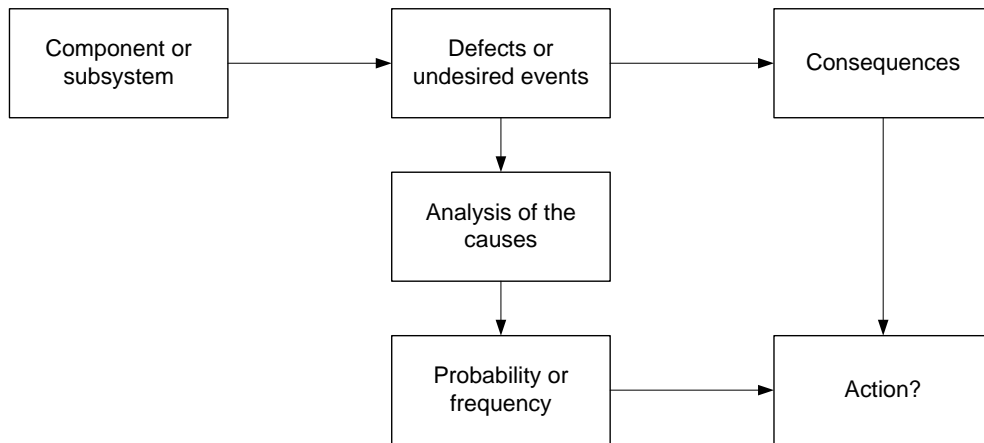 Component or
subsystem
Defects or
undesired events
Consequences
Analysis of the
causes
Probability or
frequency
Action?